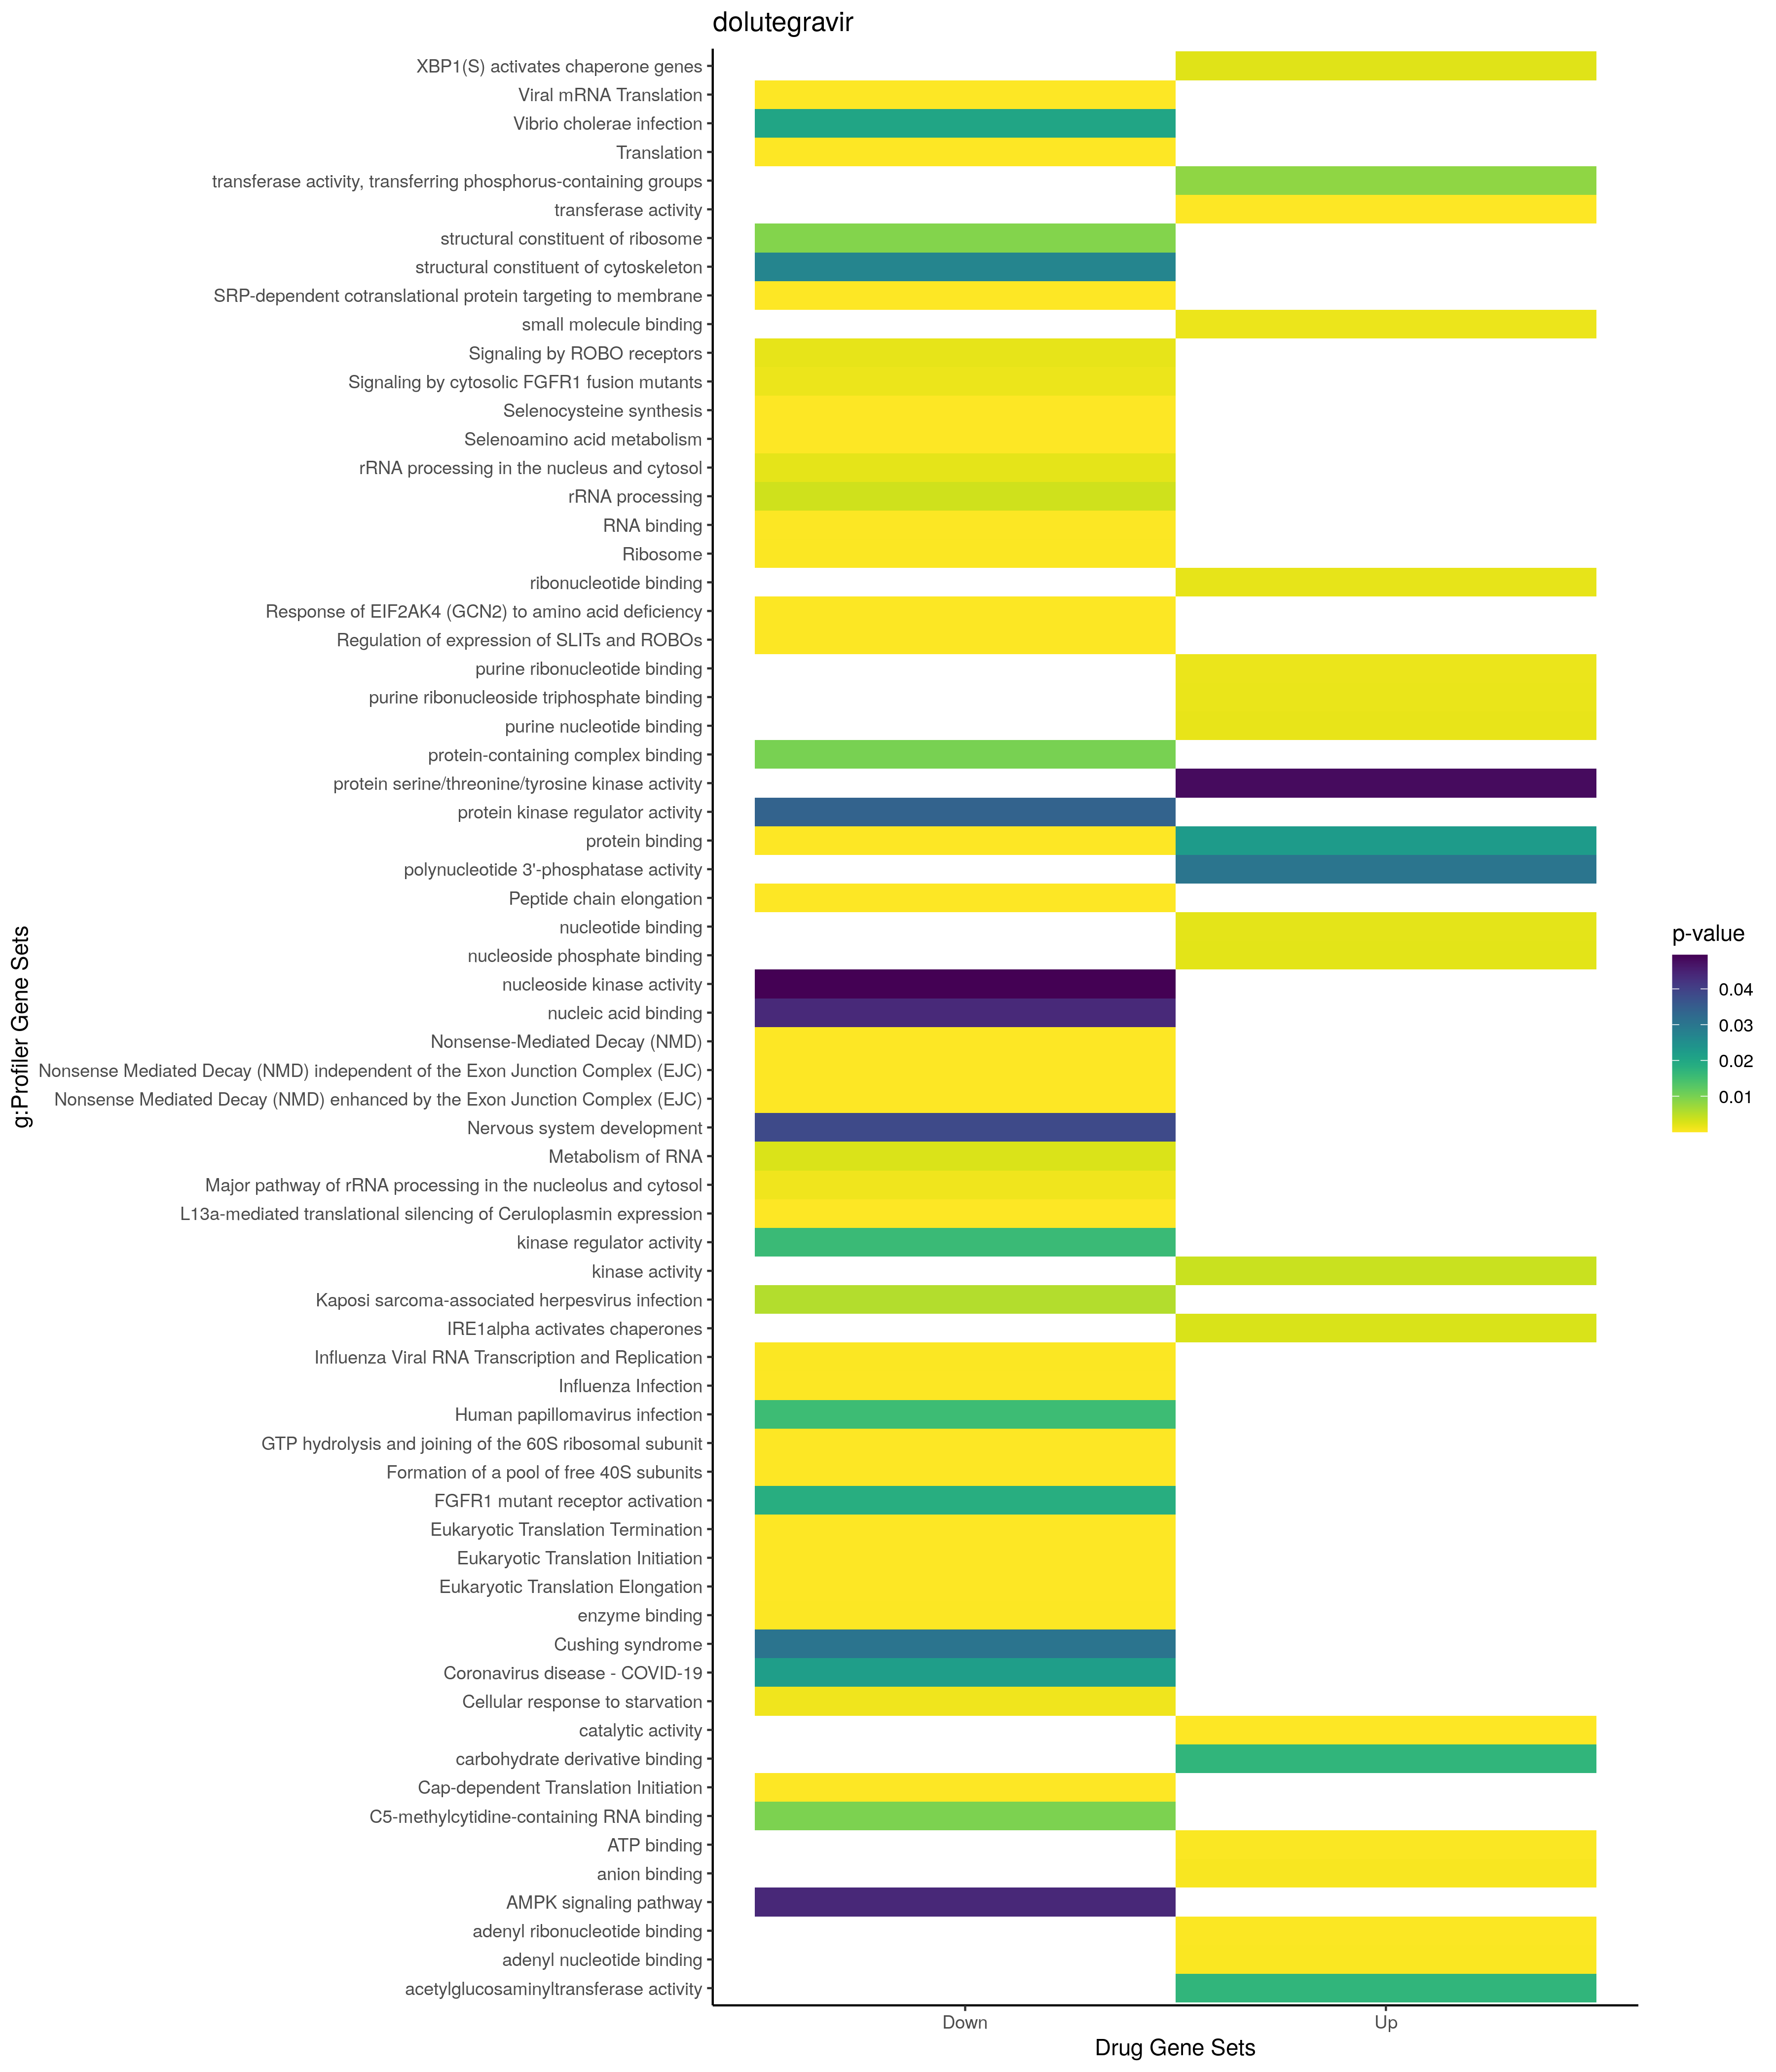 dolutegravir
XBP1(S) activates chaperone genes
Viral mRNA Translation
Vibrio cholerae infection
Translation
transferase activity, transferring phosphorus-containing groups
transferase activity
structural constituent of ribosome
structural constituent of cytoskeleton
SRP-dependent cotranslational protein targeting to membrane
small molecule binding
Signaling by ROBO receptors
Signaling by cytosolic FGFR1 fusion mutants
Selenocysteine synthesis
Selenoamino acid metabolism
rRNA processing in the nucleus and cytosol
rRNA processing
RNA binding
Ribosome
ribonucleotide binding
Response of EIF2AK4 (GCN2) to amino acid deficiency
Regulation of expression of SLITs and ROBOs
purine ribonucleotide binding
purine ribonucleoside triphosphate binding
purine nucleotide binding
protein-containing complex binding
protein serine/threonine/tyrosine kinase activity
protein kinase regulator activity
protein binding
polynucleotide 3'-phosphatase activity
Peptide chain elongation
nucleotide binding
nucleoside phosphate binding
nucleoside kinase activity
nucleic acid binding
Nonsense-Mediated Decay (NMD)
Nonsense Mediated Decay (NMD) independent of the Exon Junction Complex (EJC)
Nonsense Mediated Decay (NMD) enhanced by the Exon Junction Complex (EJC)
Nervous system development
Metabolism of RNA
Major pathway of rRNA processing in the nucleolus and cytosol
L13a-mediated translational silencing of Ceruloplasmin expression
kinase regulator activity
kinase activity
Kaposi sarcoma-associated herpesvirus infection
IRE1alpha activates chaperones
Influenza Viral RNA Transcription and Replication
Influenza Infection
Human papillomavirus infection
GTP hydrolysis and joining of the 60S ribosomal subunit
Formation of a pool of free 40S subunits
FGFR1 mutant receptor activation
Eukaryotic Translation Termination
Eukaryotic Translation Initiation
Eukaryotic Translation Elongation
enzyme binding
Cushing syndrome
Coronavirus disease - COVID-19
Cellular response to starvation
catalytic activity
carbohydrate derivative binding
Cap-dependent Translation Initiation
C5-methylcytidine-containing RNA binding
ATP binding
anion binding
AMPK signaling pathway
adenyl ribonucleotide binding
adenyl nucleotide binding
acetylglucosaminyltransferase activity
g:Profiler Gene Sets
Down
Up
Drug Gene Sets
p-value
0.04
0.03
0.02
0.01